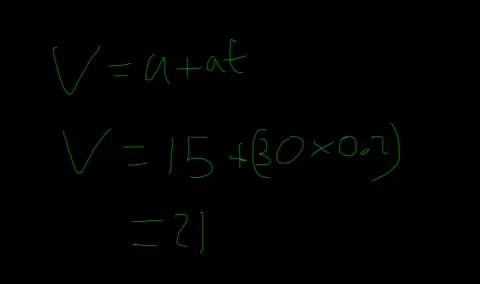 V = u + at
V = 15 + (30 × 0.2)
= 21